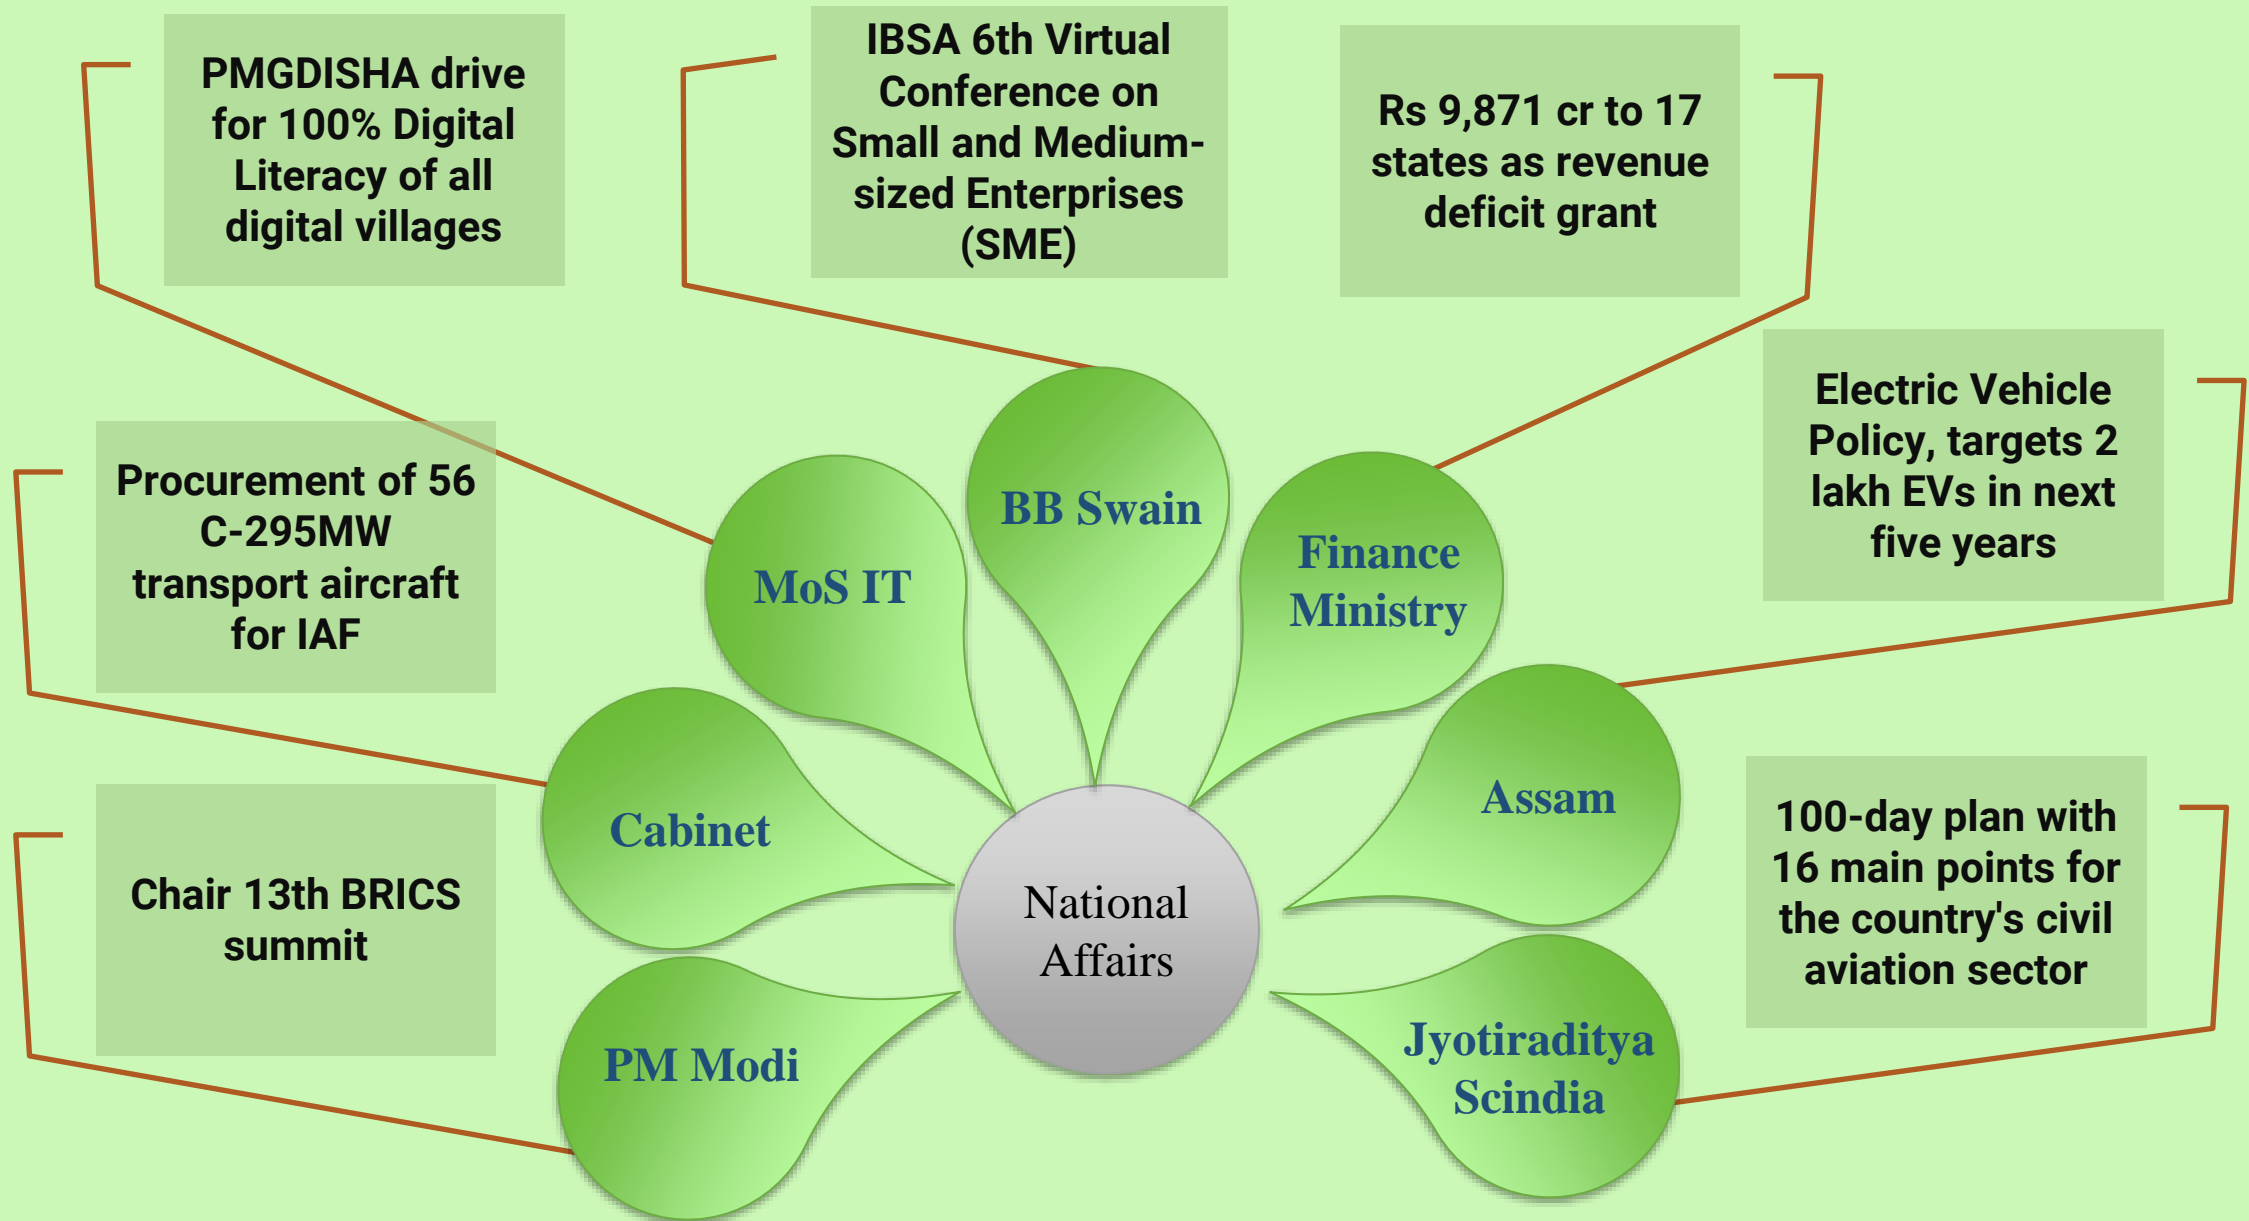 PMGDISHA drive
for 100% Digital
Literacy of all
digital villages
IBSA 6th Virtual
Conference on
Small and Medium-
sized Enterprises
(SME)
Rs 9,871 cr to 17
states as revenue
deficit grant
Electric Vehicle
Policy, targets 2
lakh EVs in next
five years
Procurement of 56
C-295MW
transport aircraft
for IAF
BB Swain
MoS IT
Finance
Ministry
Cabinet
Assam
Chair 13th BRICS
summit
100-day plan with
16 main points for
the country's civil
aviation sector
National
Affairs
PM Modi
Jyotiraditya
Scindia